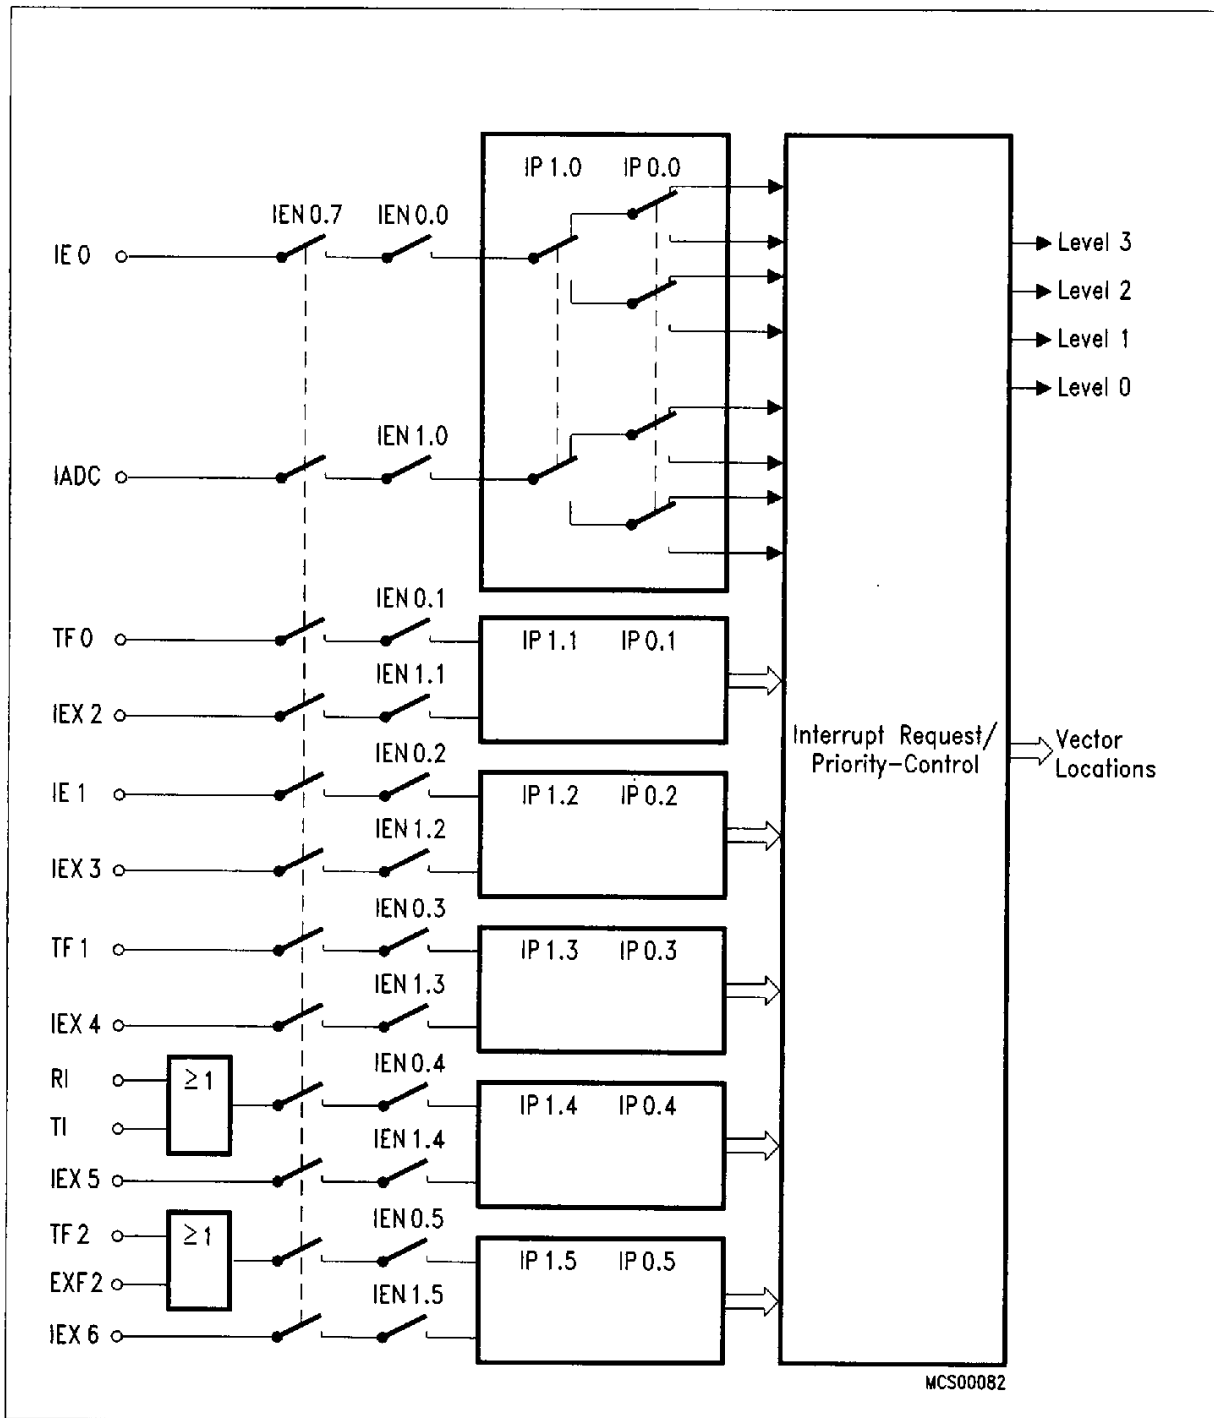 IP 1.0 IP 0.0
IEN 0.7 IEN 0.0
IE 0
Level 3
Level 2
Level 1
Level 0
IEN 1.0
IADC
IEN 0.1
TF 0
IP 1.1 IP 0.1
IEN 1.1
IEX 2
Interrupt Request/
Priority-Control
Vector
Locations
IEN 0.2
IE 1
IP 1.2 IP 0.2
IEN 1.2
IEX 3
IEN 0.3
TF 1
IP 1.3 IP 0.3
IEN 1.3
IEX 4
RI
≥ 1
IEN 0.4
IP 1.4 IP 0.4
TI
IEN 1.4
IEX 5
TF 2
≥ 1
IEN 0.5
IP 1.5 IP 0.5
EXF 2
IEN 1.5
IEX 6
MCS00082